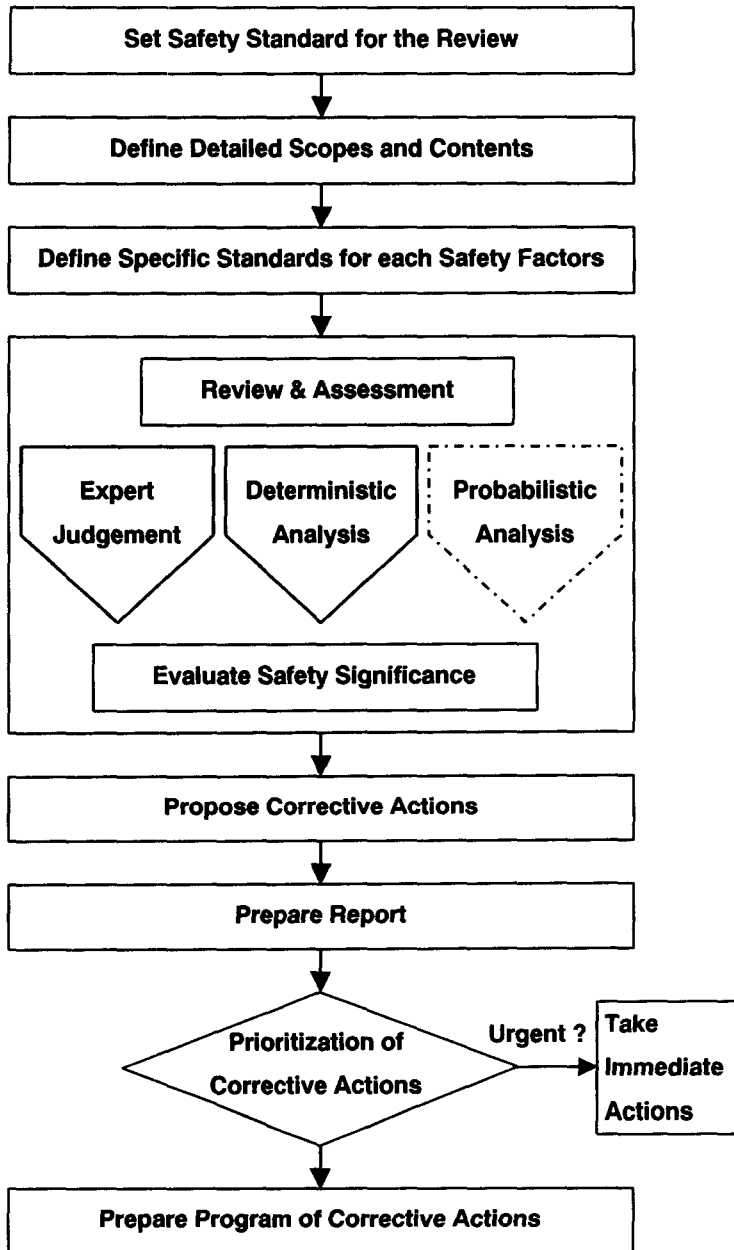 Set Safety Standard for the Review
Define Detailed Scopes and Contents
Define Specific Standards for each Safety Factors
Review & Assessment
Expert
Judgement
Deterministic
Analysis
Probabilistic
Analysis
Evaluate Safety Significance
Propose Corrective Actions
Prepare Report
Prioritization of
Corrective Actions
Urgent ?
Take
Immediate
Actions
Prepare Program of Corrective Actions